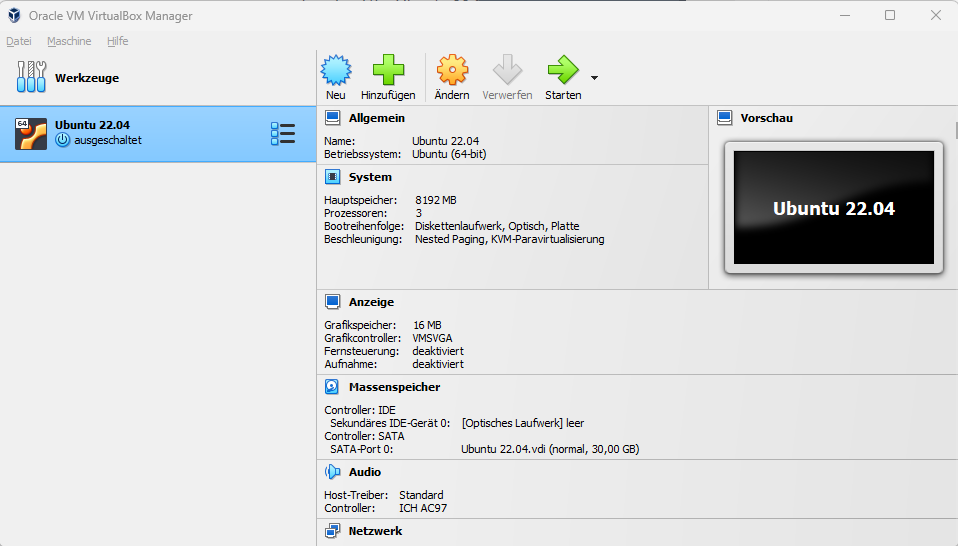 Oracle VM VirtualBox Manager
Datei Maschine Hilfe
Werkzeuge
Neu Hinzufügen Ändern Verwerfen Starten
64
Ubuntu 22.04
ausgeschaltet
Allgemein
Name: Ubuntu 22.04
Betriebssystem: Ubuntu (64-bit)
System
Hauptspeicher: 8192 MB
Prozessoren: 3
Bootreihenfolge: Diskettenlaufwerk, Optisch, Platte
Beschleunigung: Nested Paging, KVM-Paravirtualisierung
Vorschau
Ubuntu 22.04
Anzeige
Grafikspeicher: 16 MB
Grafikcontroller: VMSVGA
Fernsteuerung: deaktiviert
Aufnahme: deaktiviert
Massenspeicher
Controller: IDE
Sekundäres IDE-Gerät 0: [Optisches Laufwerk] leer
Controller: SATA
SATA-Port 0: Ubuntu 22.04.vdi (normal, 30,00 GB)
Audio
Host-Treiber: Standard
Controller: ICH AC97
Netzwerk